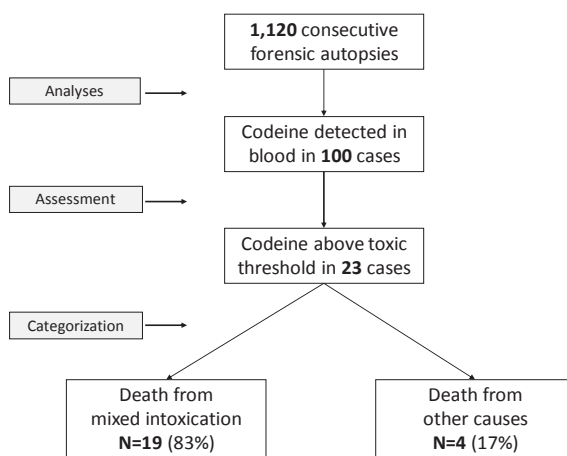 1,120 consecutive
forensic autopsies
Analyses
Codeine detected in
blood in 100 cases
Assessment
Codeine above toxic
threshold in 23 cases
Categorization
Death from
mixed intoxication
N=19 (83%)
Death from
other causes
N=4 (17%)